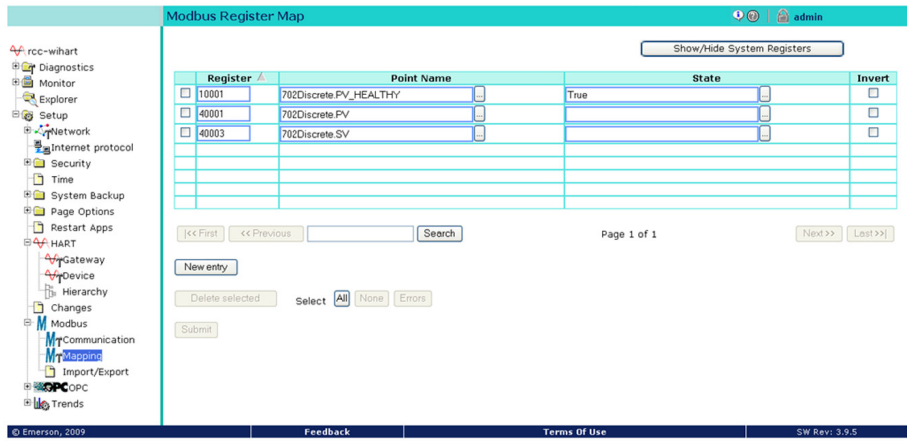 Modbus Register Map
admin
rcc-wihart
Diagnostics
Monitor
Explorer
Setup
Network
Internet protocol
Security
Time
System Backup
Page Options
Restart Apps
HART
Gateway
Device
Hierarchy
Changes
Modbus
Communication
Mapping
Import/Export
OPC OPC
Trends
Show/Hide System Registers
Register Point Name State Invert
10001 702Discrete.PV_HEALTHY ... True ...
40001 702Discrete.PV ... ...
40003 702Discrete.SV ... ...
|<< First << Previous Search Page 1 of 1 Next >> Last >>|
New entry
Delete selected Select All None Errors
Submit
© Emerson, 2009 Feedback Terms Of Use SW Rev: 3.9.5